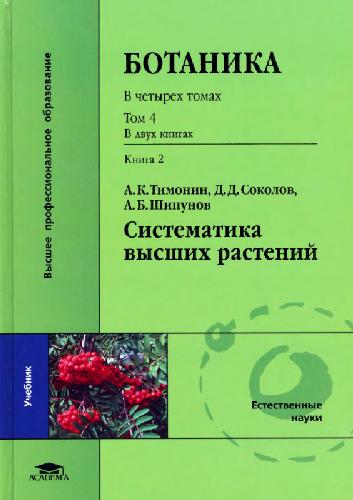 БОТАНИКА
В четырех томах
Том 4
В двух книгах
Книга 2
А. К. Тимонин, Д. Д. Соколов,
А. Б. Шипунов
Систематика
высших растений
Высшее профессиональное образование
Учебник
Естественные
науки
ACADEMA